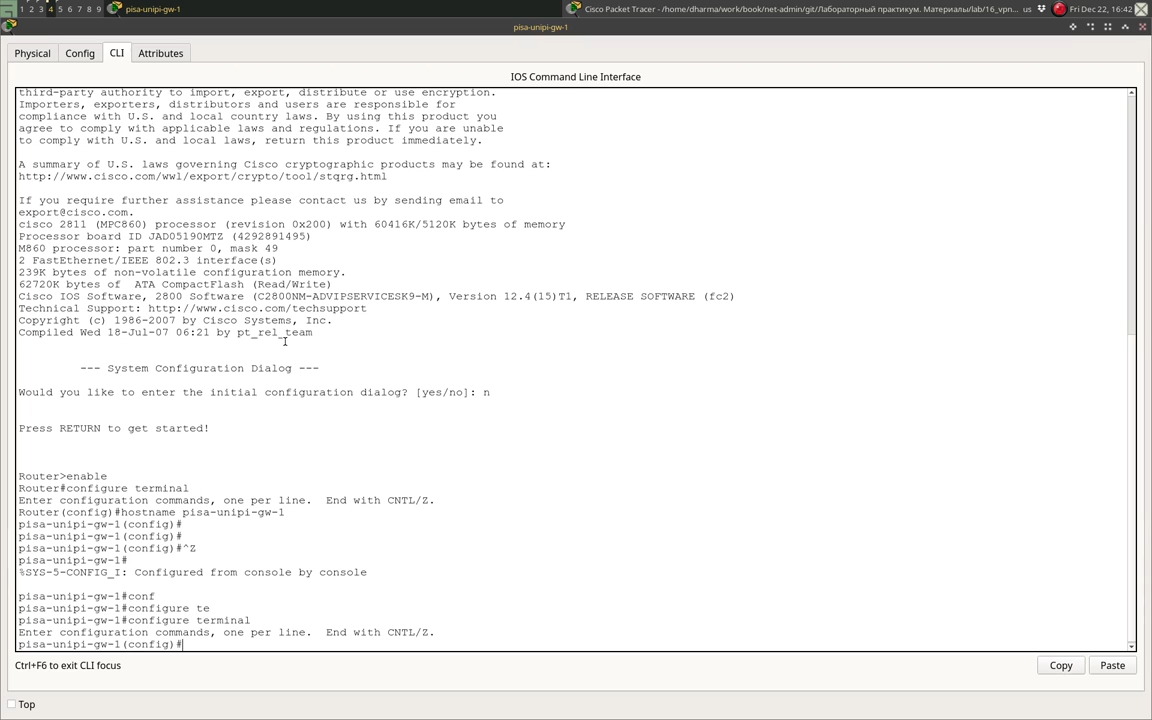 1 2 3 4 5 6 7 8 9 pisa-unipi-gw-1 Cisco Packet Tracer - /home/dharma/work/book/net-admin/git/Лабораторный практикум. Материалы/lab/16_vpn... us Fri Dec 22, 16:42
pisa-unipi-gw-1
Physical Config CLI Attributes
IOS Command Line Interface
third-party authority to import, export, distribute or use encryption.
Importers, exporters, distributors and users are responsible for
compliance with U.S. and local country laws. By using this product you
agree to comply with applicable laws and regulations. If you are unable
to comply with U.S. and local laws, return this product immediately.
A summary of U.S. laws governing Cisco cryptographic products may be found at:
http://www.cisco.com/wwl/export/crypto/tool/stqrg.html
If you require further assistance please contact us by sending email to
export@cisco.com.
cisco 2811 (MPC860) processor (revision 0x200) with 60416K/5120K bytes of memory
Processor board ID JAD05190MTZ (4292891495)
M860 processor: part number 0, mask 49
2 FastEthernet/IEEE 802.3 interface(s)
239K bytes of non-volatile configuration memory.
62720K bytes of  ATA CompactFlash (Read/Write)
Cisco IOS Software, 2800 Software (C2800NM-ADVIPSERVICESK9-M), Version 12.4(15)T1, RELEASE SOFTWARE (fc2)
Technical Support: http://www.cisco.com/techsupport
Copyright (c) 1986-2007 by Cisco Systems, Inc.
Compiled Wed 18-Jul-07 06:21 by pt_rel_team
--- System Configuration Dialog ---
Would you like to enter the initial configuration dialog? [yes/no]: n
Press RETURN to get started!
Router>enable
Router#configure terminal
Enter configuration commands, one per line.  End with CNTL/Z.
Router(config)#hostname pisa-unipi-gw-1
pisa-unipi-gw-1(config)#
pisa-unipi-gw-1(config)#
pisa-unipi-gw-1(config)#^Z
pisa-unipi-gw-1#
%SYS-5-CONFIG_I: Configured from console by console
pisa-unipi-gw-1#conf
pisa-unipi-gw-1#configure te
pisa-unipi-gw-1#configure terminal
Enter configuration commands, one per line.  End with CNTL/Z.
pisa-unipi-gw-1(config)#
Ctrl+F6 to exit CLI focus
Copy Paste
Top